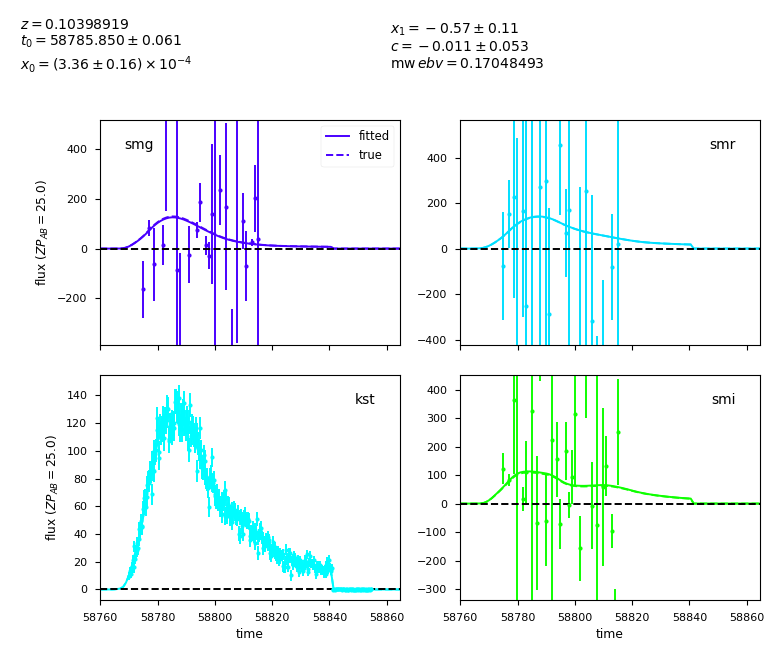 z = 0.10398919
t₀ = 58785.850 ± 0.061
x₀ = (3.36 ± 0.16) × 10⁻⁴
x₁ = −0.57 ± 0.11
c = −0.011 ± 0.053
mw ebv = 0.17048493
smg
fitted
true
400
200
0
−200
flux (ZP_AB = 25.0)
smr
400
200
0
−200
−400
kst
140
120
100
80
60
40
20
0
flux (ZP_AB = 25.0)
58760 58780 58800 58820 58840 58860
time
smi
400
300
200
100
0
−100
−200
−300
58760 58780 58800 58820 58840 58860
time